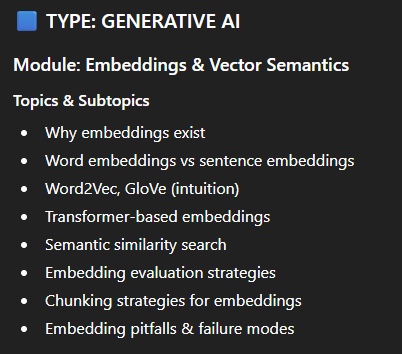 TYPE: GENERATIVE AI
Module: Embeddings & Vector Semantics
Topics & Subtopics
• Why embeddings exist
• Word embeddings vs sentence embeddings
• Word2Vec, GloVe (intuition)
• Transformer-based embeddings
• Semantic similarity search
• Embedding evaluation strategies
• Chunking strategies for embeddings
• Embedding pitfalls & failure modes